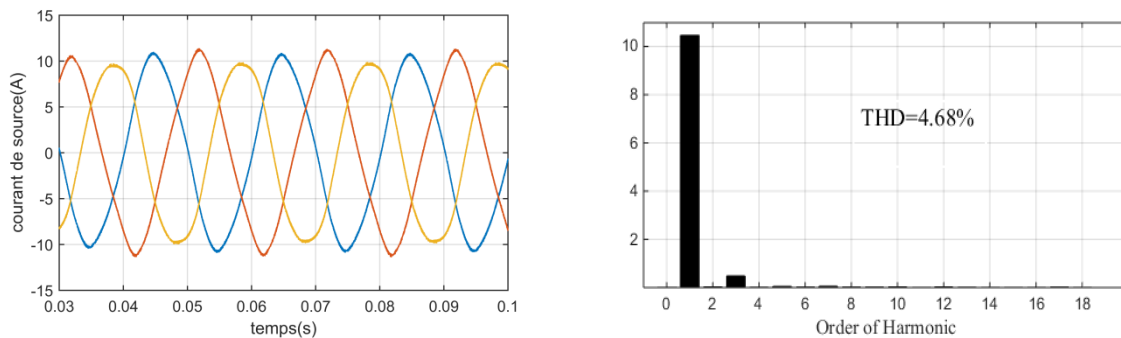 15
10
5
0
-5
-10
-15
courant de source(A)
0.03 0.04 0.05 0.06 0.07 0.08 0.09 0.1
temps(s)
10
8
6
4
2
THD=4.68%
0 2 4 6 8 10 12 14 16 18
Order of Harmonic